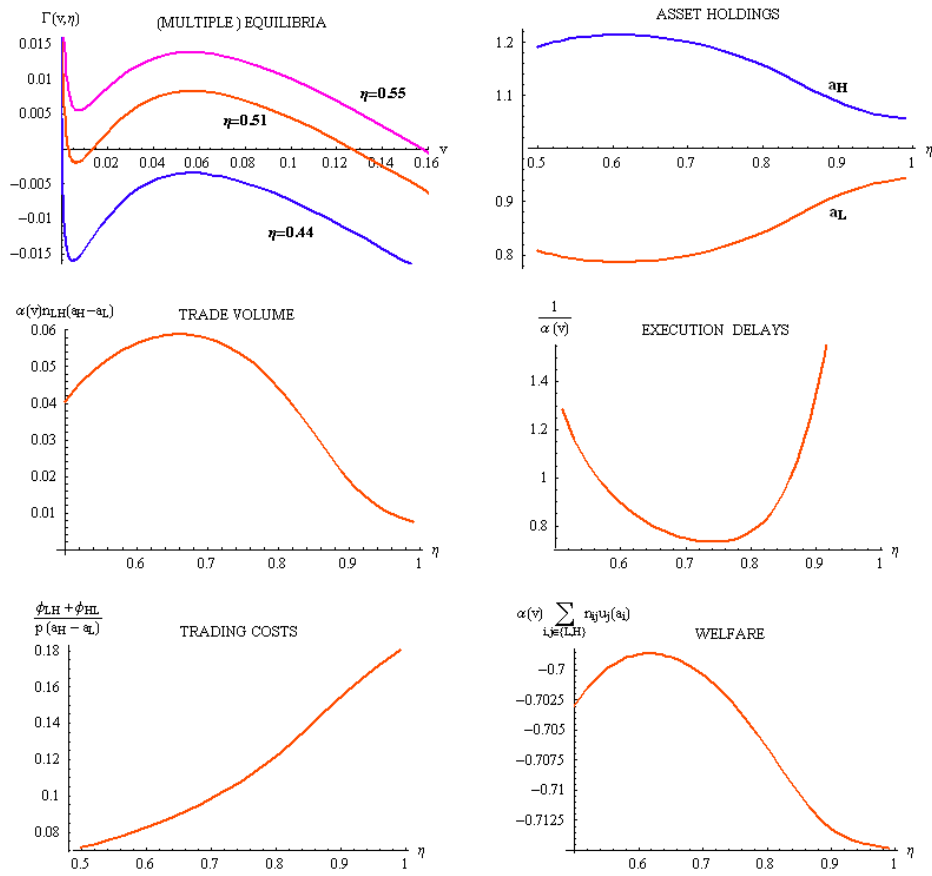 Γ(v,η) (MULTIPLE) EQUILIBRIA
0.015
0.01
0.005
−0.005
−0.01
−0.015
0.02 0.04 0.06 0.08 0.1 0.12 0.14 0.16 v
η=0.55
η=0.51
η=0.44
ASSET HOLDINGS
1.2
1.1
0.9
0.8
0.5 0.6 0.7 0.8 0.9 1 η
a_H
a_L
α(v)n_LH(a_H−a_L) TRADE VOLUME
0.06
0.05
0.04
0.03
0.02
0.01
0.6 0.7 0.8 0.9 1 η
1/α(v) EXECUTION DELAYS
1.4
1.2
1
0.8
0.6 0.7 0.8 0.9 1 η
ϕ_LH + ϕ_HL
p(a_H − a_L) TRADING COSTS
0.18
0.16
0.14
0.12
0.1
0.08
0.5 0.6 0.7 0.8 0.9 1 η
α(v) ∑ n_ij u_j(a_i)
i,j∈{L,H} WELFARE
−0.7
−0.7025
−0.705
−0.7075
−0.71
−0.7125
0.6 0.7 0.8 0.9 1 η